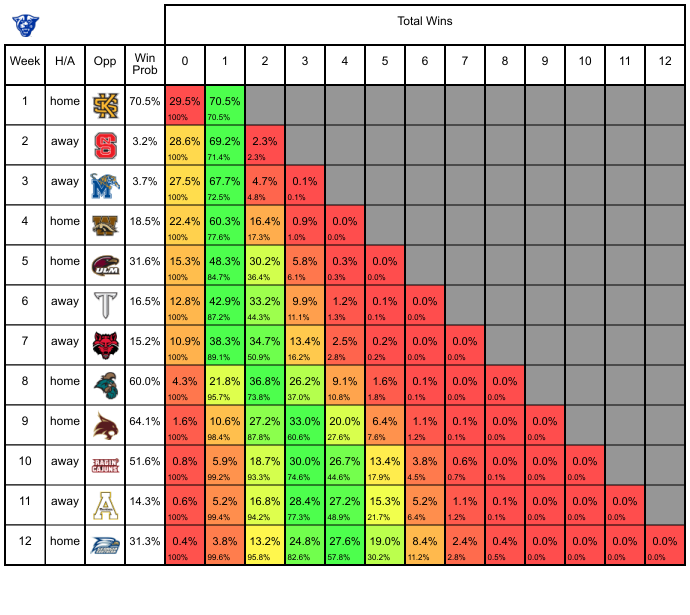 Total Wins
Week H/A Opp Win Prob 0 1 2 3 4 5 6 7 8 9 10 11 12
1 home KS 70.5% 29.5% 70.5%
100% 70.5%
2 away NCS 3.2% 28.6% 69.2% 2.3%
100% 71.4% 2.3%
3 away M 3.7% 27.5% 67.7% 4.7% 0.1%
100% 72.5% 4.8% 0.1%
4 home W 18.5% 22.4% 60.3% 16.4% 0.9% 0.0%
100% 77.6% 17.3% 1.0% 0.0%
5 home ULM 31.6% 15.3% 48.3% 30.2% 5.8% 0.3% 0.0%
100% 84.7% 36.4% 6.1% 0.3% 0.0%
6 away T 16.5% 12.8% 42.9% 33.2% 9.9% 1.2% 0.1% 0.0%
100% 87.2% 44.3% 11.1% 1.3% 0.0% 0.0%
7 away 15.2% 10.9% 38.3% 34.7% 13.4% 2.5% 0.2% 0.0% 0.0%
100% 89.1% 50.9% 16.2% 2.8% 0.2% 0.0% 0.0%
8 home 60.0% 4.3% 21.8% 36.8% 26.2% 9.1% 1.6% 0.1% 0.0% 0.0%
100% 95.7% 73.8% 37.0% 10.8% 1.8% 0.1% 0.0% 0.0%
9 home 64.1% 1.6% 10.6% 27.2% 33.0% 20.0% 6.4% 1.1% 0.1% 0.0% 0.0%
100% 98.4% 87.8% 60.6% 27.6% 7.6% 1.2% 0.1% 0.0% 0.0%
10 away RAGIN CAJUNS 51.6% 0.8% 5.9% 18.7% 30.0% 26.7% 13.4% 3.8% 0.6% 0.0% 0.0% 0.0%
100% 99.2% 93.3% 74.6% 44.6% 17.9% 4.5% 0.7% 0.1% 0.0% 0.0%
11 away A 14.3% 0.6% 5.2% 16.8% 28.4% 27.2% 15.3% 5.2% 1.1% 0.1% 0.0% 0.0% 0.0%
100% 99.4% 94.2% 77.3% 48.9% 21.7% 6.4% 1.2% 0.1% 0.0% 0.0% 0.0%
12 home 31.3% 0.4% 3.8% 13.2% 24.8% 27.6% 19.0% 8.4% 2.4% 0.4% 0.0% 0.0% 0.0% 0.0%
100% 99.6% 95.8% 82.6% 57.8% 30.2% 11.2% 2.8% 0.5% 0.0% 0.0% 0.0% 0.0%